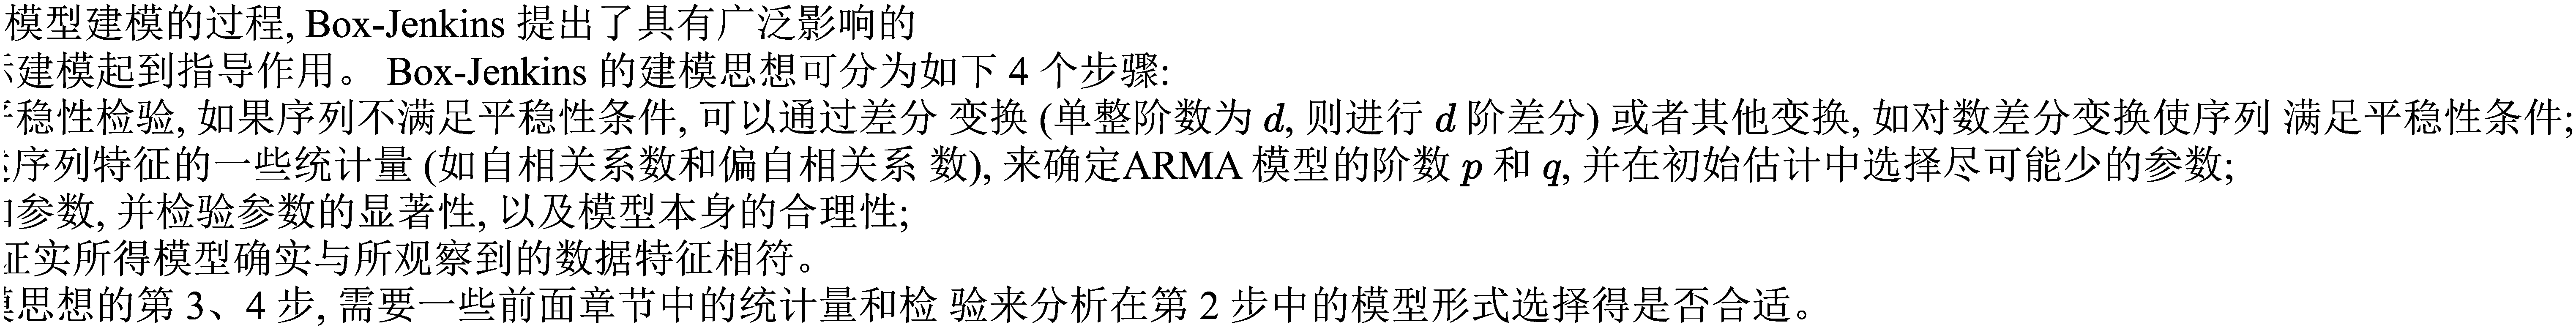 模型建模的过程, Box-Jenkins 提出了具有广泛影响的
建模起到指导作用。 Box-Jenkins 的建模思想可分为如下 4 个步骤:
稳性检验, 如果序列不满足平稳性条件, 可以通过差分 变换 (单整阶数为 d, 则进行 d 阶差分) 或者其他变换, 如对数差分变换使序列 满足平稳性条件;
序列特征的一些统计量 (如自相关系数和偏自相关系 数), 来确定ARMA 模型的阶数 p 和 q, 并在初始估计中选择尽可能少的参数;
参数, 并检验参数的显著性, 以及模型本身的合理性;
证实所得模型确实与所观察到的数据特征相符。
思想的第 3、4 步, 需要一些前面章节中的统计量和检 验来分析在第 2 步中的模型形式选择得是否合适。